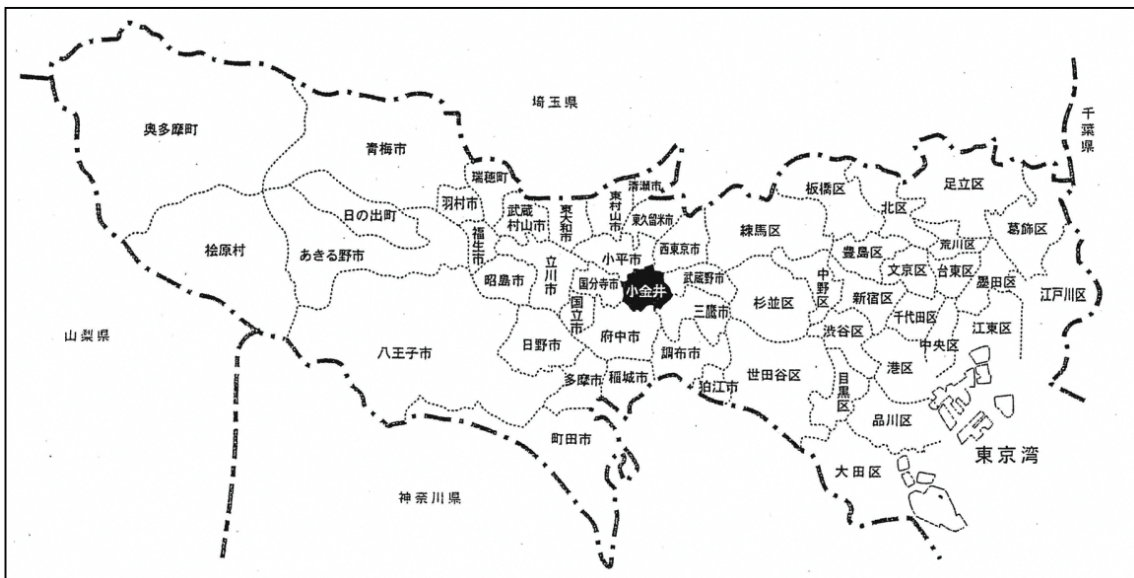 埼玉県
千葉県
奥多摩町
青梅市
瑞穂町
羽村市
日の出町
福生市
武蔵
村山市
東大和市
東村山市
清瀬市
東久留米市
西東京市
練馬区
板橋区
北区
足立区
葛飾区
荒川区
豊島区
文京区
台東区
墨田区
江戸川区
桧原村
あきる野市
昭島市
立川市
小平市
国分寺市
国立市
小金井
武蔵野市
三鷹市
杉並区
中野区
新宿区
千代田区
渋谷区
中央区
江東区
山梨県
八王子市
日野市
府中市
調布市
多摩市
稲城市
狛江市
世田谷区
目黒区
港区
品川区
町田市
大田区
東京湾
神奈川県